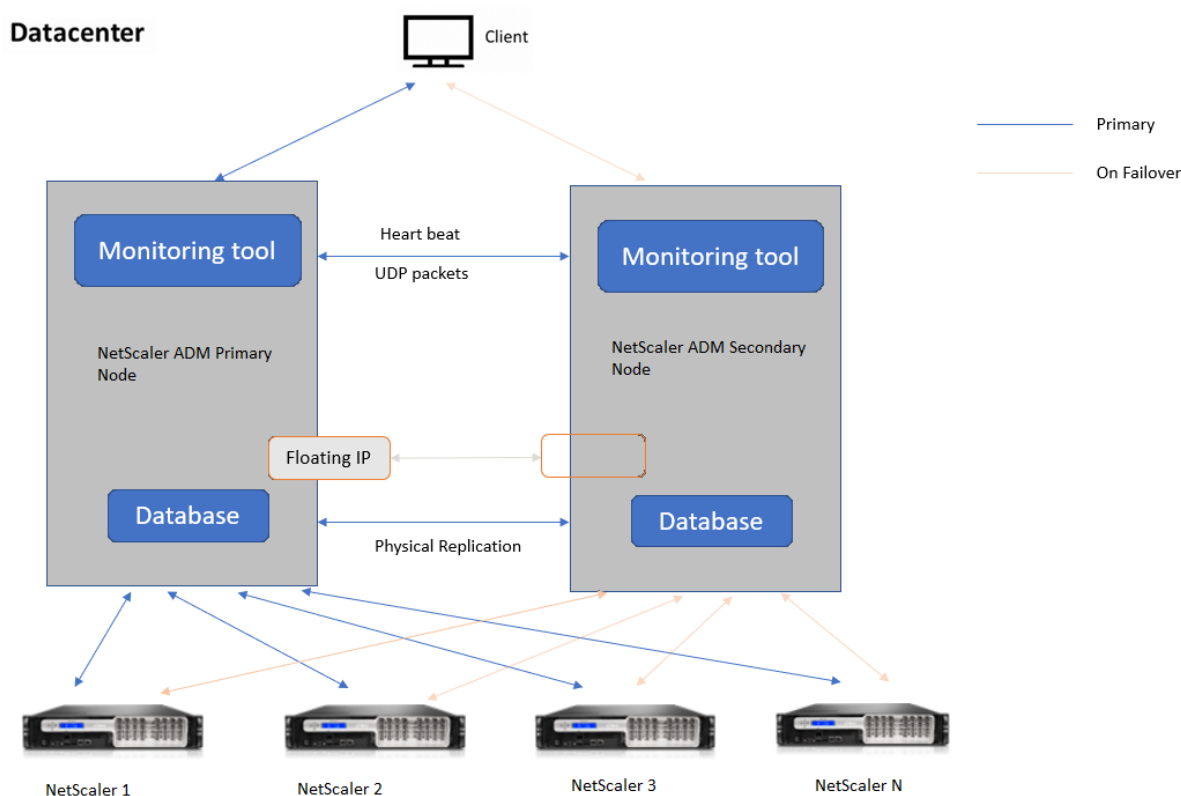 Datacenter
Client
Primary
On Failover
Monitoring tool
Heart beat
UDP packets
Monitoring tool
NetScaler ADM Primary
Node
NetScaler ADM Secondary
Node
Floating IP
Database
Physical Replication
Database
NetScaler 1
NetScaler 2
NetScaler 3
NetScaler N